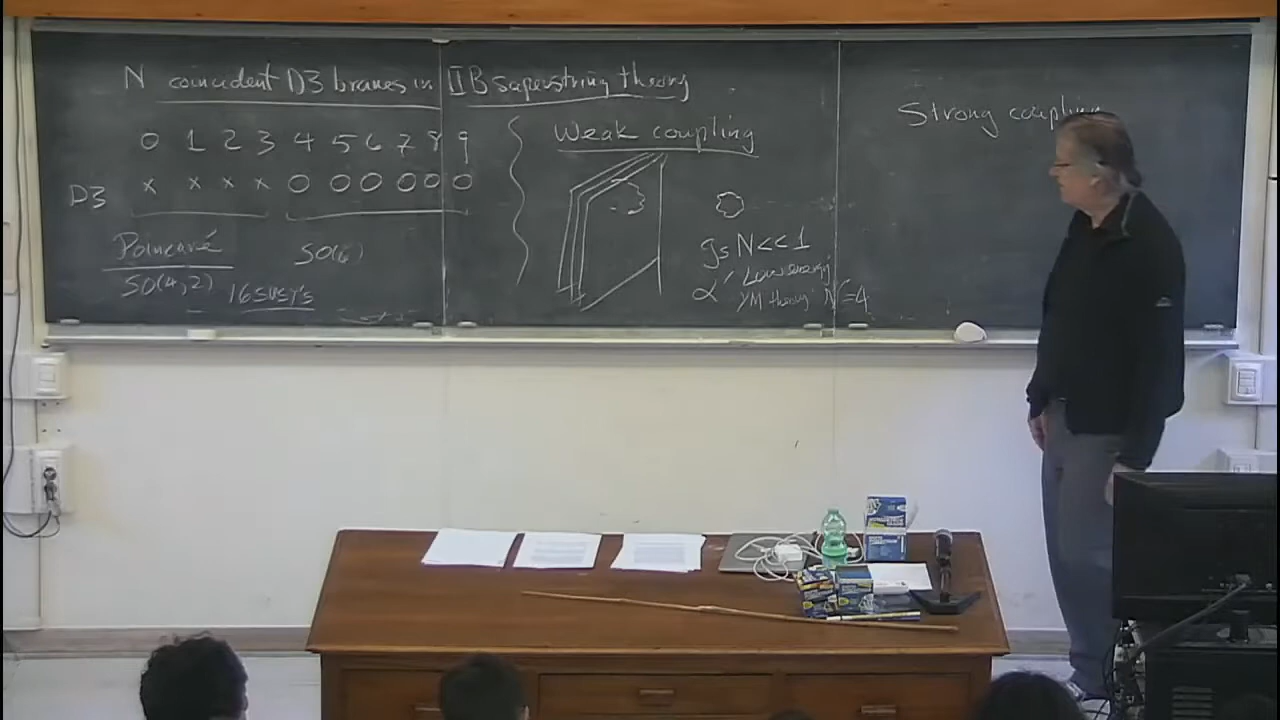 N coincident D3 branes in IIB superstring theory
0 1 2 3 4 5 6 7 8 9
D3 x x x x 0 0 0 0 0 0
Poincaré SO(6)
SO(4,2) 16 SUSY's
Weak coupling
gs N<<1
α' Low energy
YM theory N=4
Strong coupling